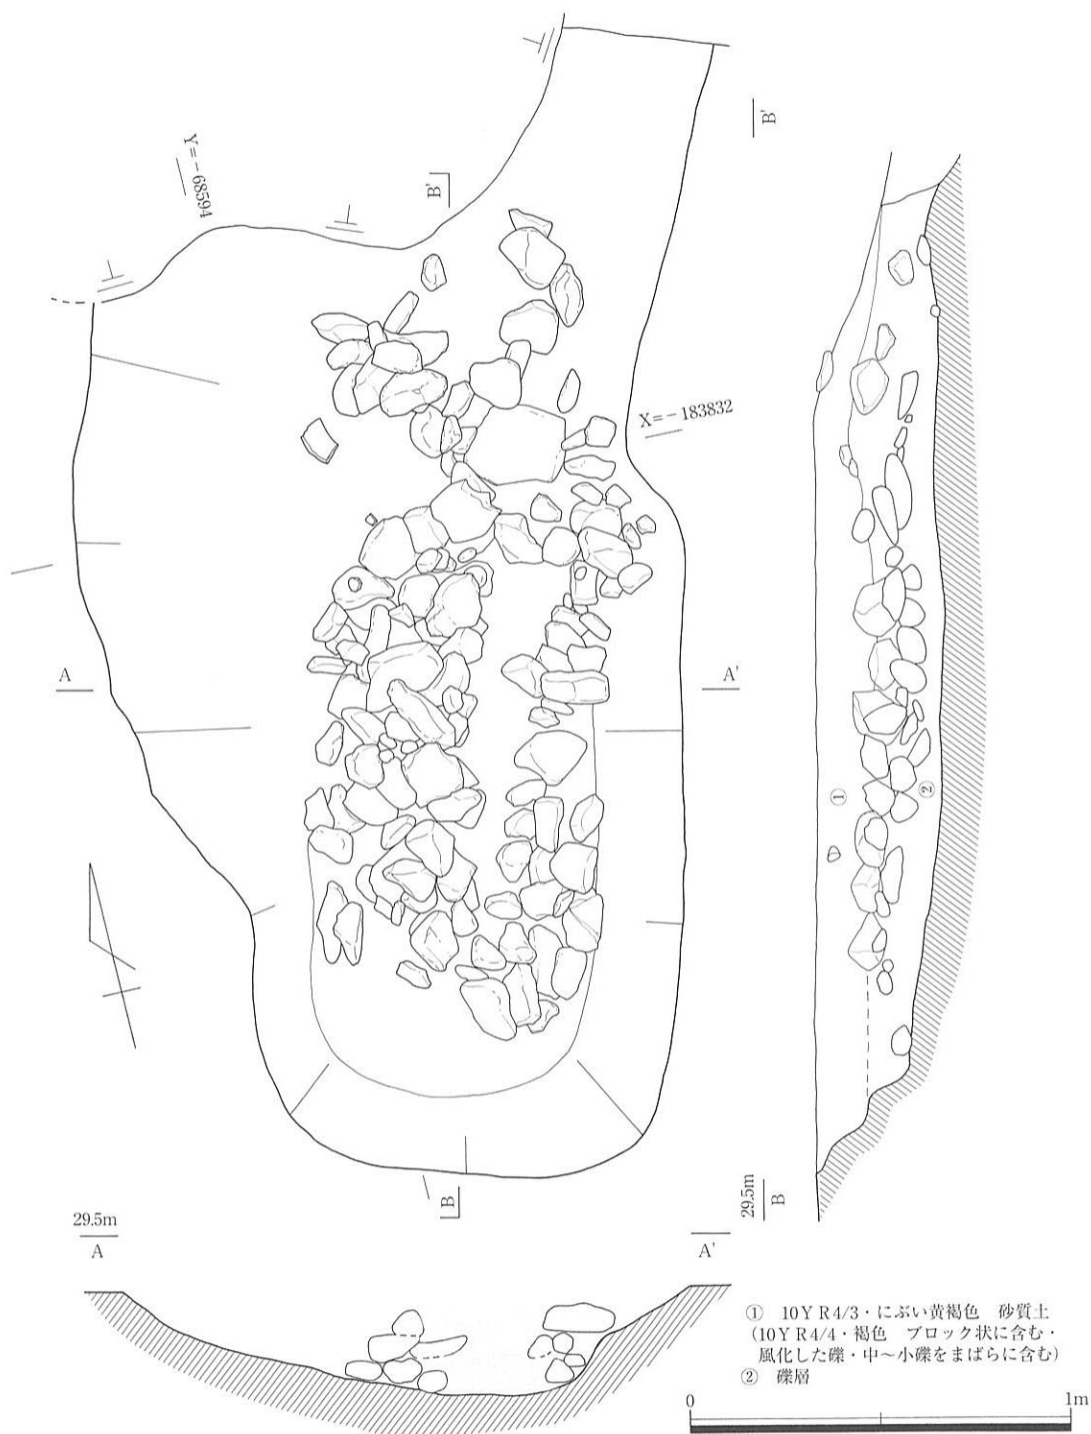 B'
Y=-68594
B'
X=-183832
A
A'
①
②
B
29.5m
B
29.5m
A
A'
① 10YR4/3・にぶい黄褐色 砂質土
(10YR4/4・褐色 ブロック状に含む・
風化した礫・中~小礫をまばらに含む)
② 礫層
0
1m